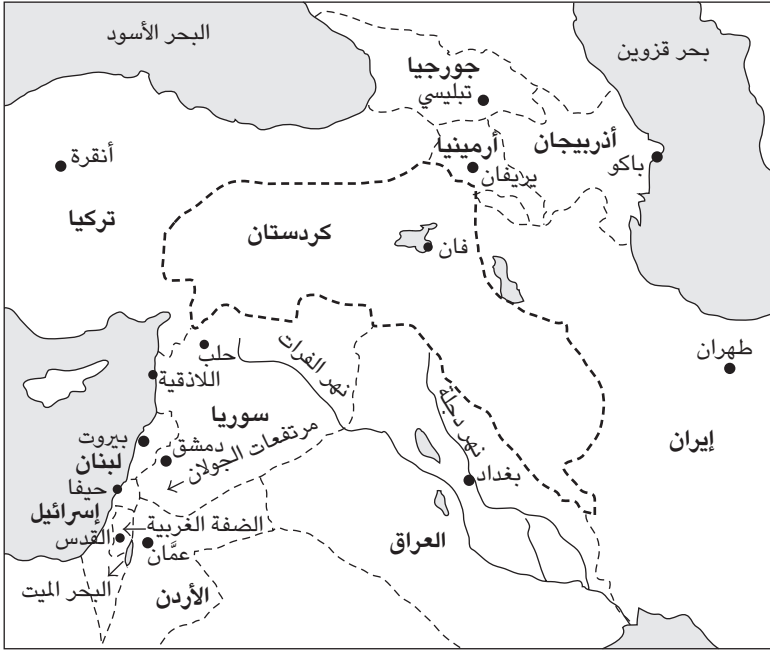 البحر الأسود
بحر قزوين
جورجيا
تبليسي
أذربيجان
أرمينيا
باكو
يريفان
أنقرة
تركيا
كردستان
فان
طهران
حلب
نهر الفرات
اللاذقية
نهر دجلة
سوريا
مرتفعات الجولان
إيران
بيروت
دمشق
لبنان
بغداد
حيفا
إسرائيل
الضفة الغربية
القدس
العراق
عمَّان
البحر الميت
الأردن